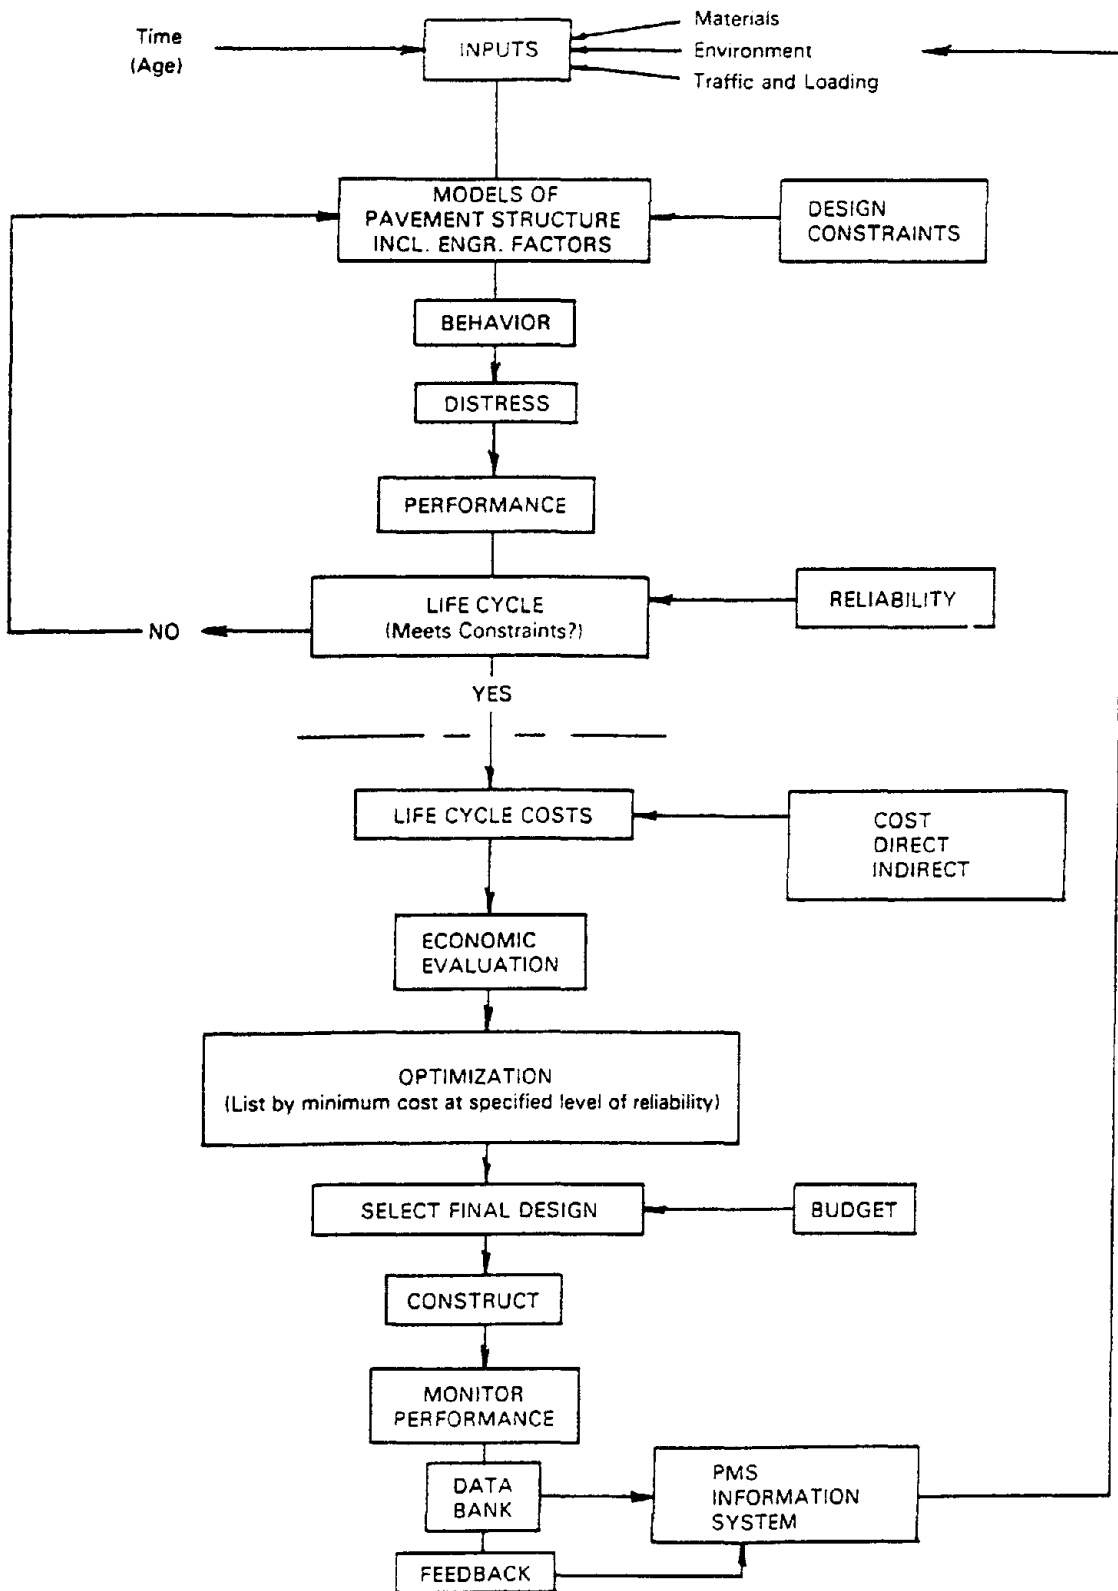 Time
(Age)
INPUTS
Materials
Environment
Traffic and Loading
MODELS OF
PAVEMENT STRUCTURE
INCL. ENGR. FACTORS
DESIGN
CONSTRAINTS
BEHAVIOR
DISTRESS
PERFORMANCE
LIFE CYCLE
(Meets Constraints?)
RELIABILITY
NO
YES
LIFE CYCLE COSTS
COST
DIRECT
INDIRECT
ECONOMIC
EVALUATION
OPTIMIZATION
(List by minimum cost at specified level of reliability)
SELECT FINAL DESIGN
BUDGET
CONSTRUCT
MONITOR
PERFORMANCE
DATA
BANK
PMS
INFORMATION
SYSTEM
FEEDBACK